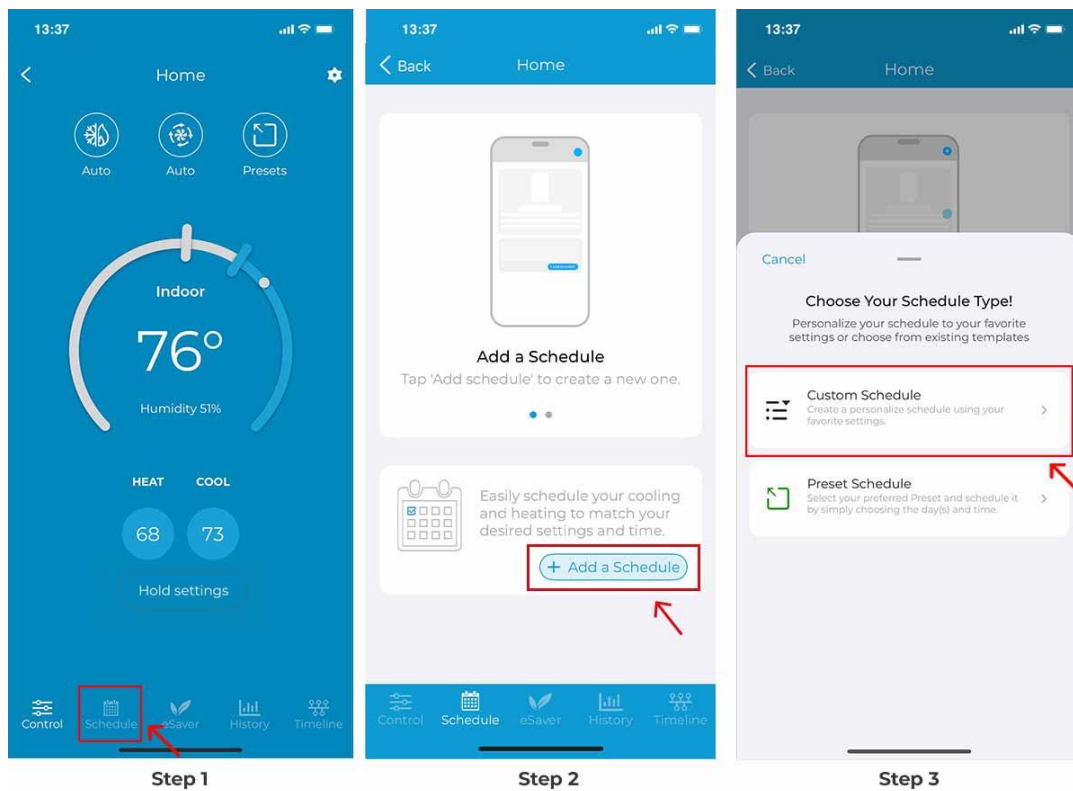 13:37
Home
Auto
Auto
Presets
Indoor
76°
Humidity 51%
HEAT COOL
68 73
Hold settings
Control Schedule eSaver History Timeline
Step 1
13:37
Back Home
Add a Schedule
Tap 'Add schedule' to create a new one.
Easily schedule your cooling
and heating to match your
desired settings and time.
+ Add a Schedule
Control Schedule eSaver History Timeline
Step 2
13:37
Back Home
Cancel
Choose Your Schedule Type!
Personalize your schedule to your favorite
settings or choose from existing templates
Custom Schedule
Create a personalize schedule using your
favorite settings.
Preset Schedule
Select your preferred Preset and schedule it
by simply choosing the day(s) and time.
Step 3